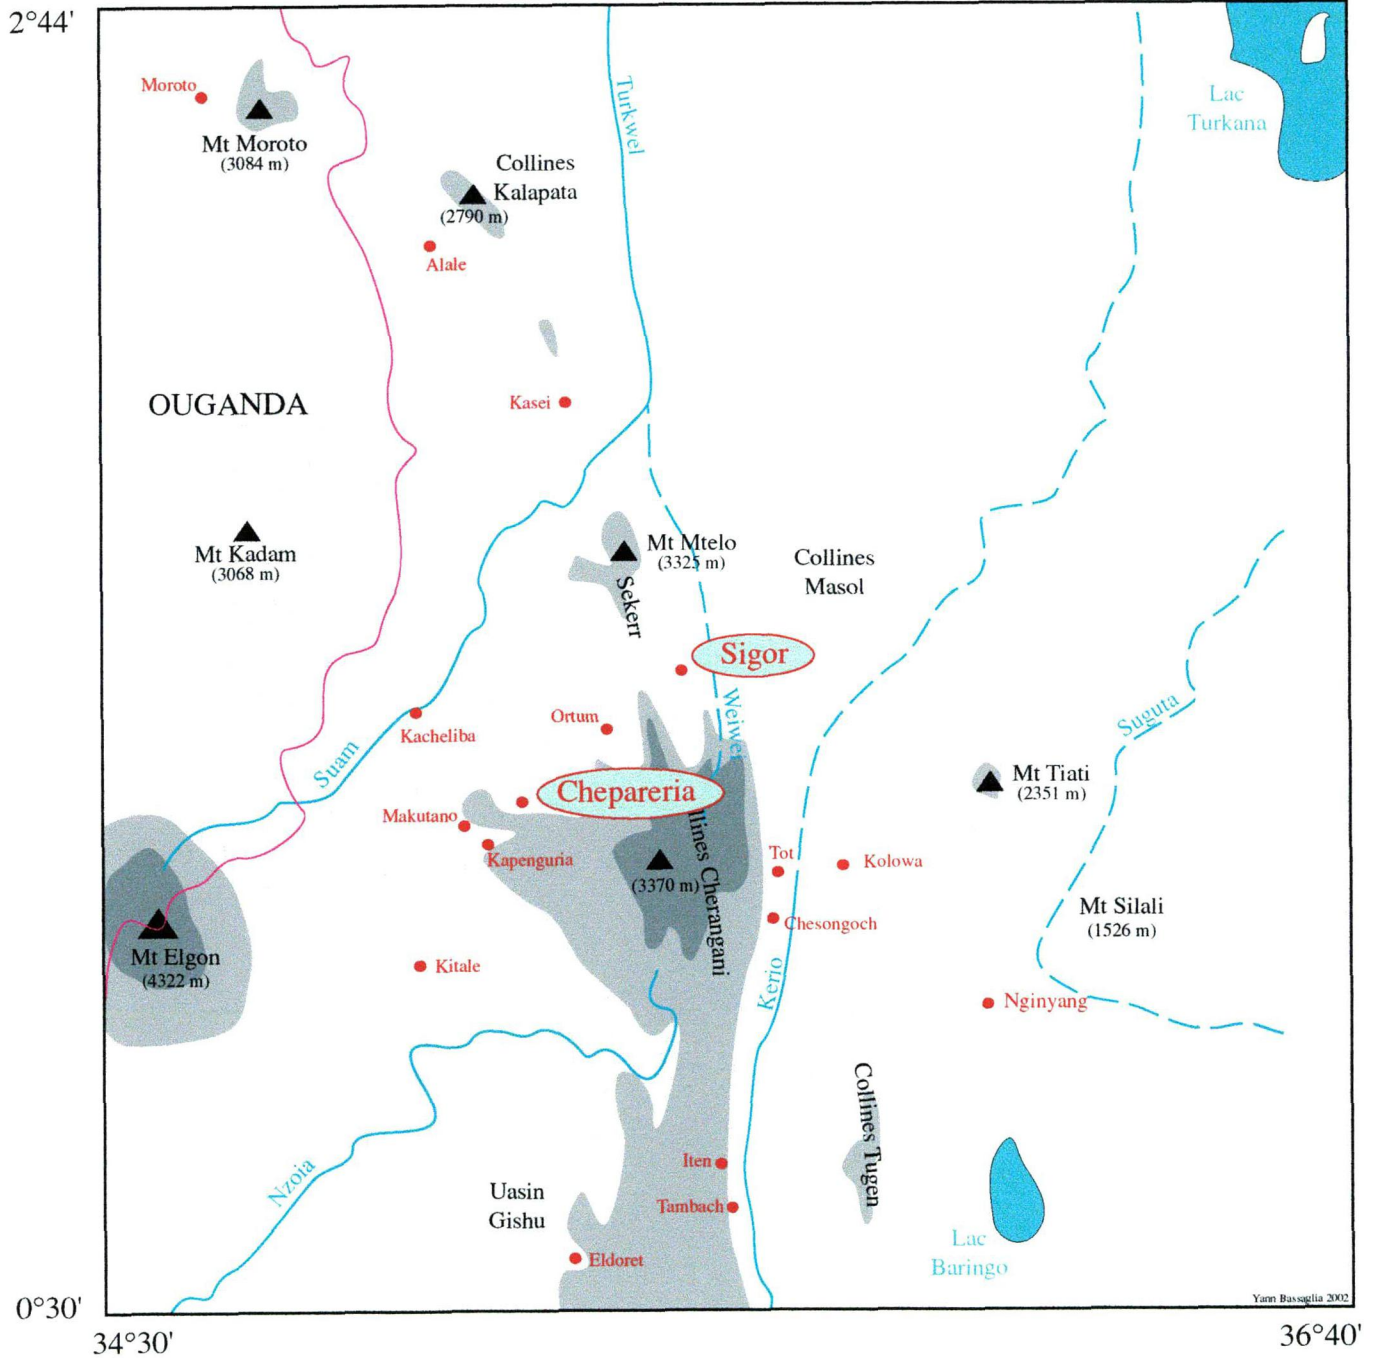 2°44'
Moroto
Mt Moroto
(3084 m)
Collines
Kalapata
(2790 m)
Alale
Turkwel
Lac
Turkana
OUGANDA
Kasei
Mt Kadam
(3068 m)
Mt Mtelo
(3325 m)
Sekerr
Collines
Masol
Sigor
Weiwei
Ortum
Kacheliba
Suam
Suguta
Chepareria
Makutano
Kapenguria
Mt Tiati
(2351 m)
Tot
Kolowa
(3370 m)
llines Cherangani
Chesongoch
Mt Silali
(1526 m)
Mt Elgon
(4322 m)
Kitale
Kerio
Nginyang
Collines Tugen
Nzoia
Iten
Uasin
Gishu
Tambach
Eldoret
Lac
Baringo
Yann Bassaglia 2002
0°30'
34°30'
36°40'